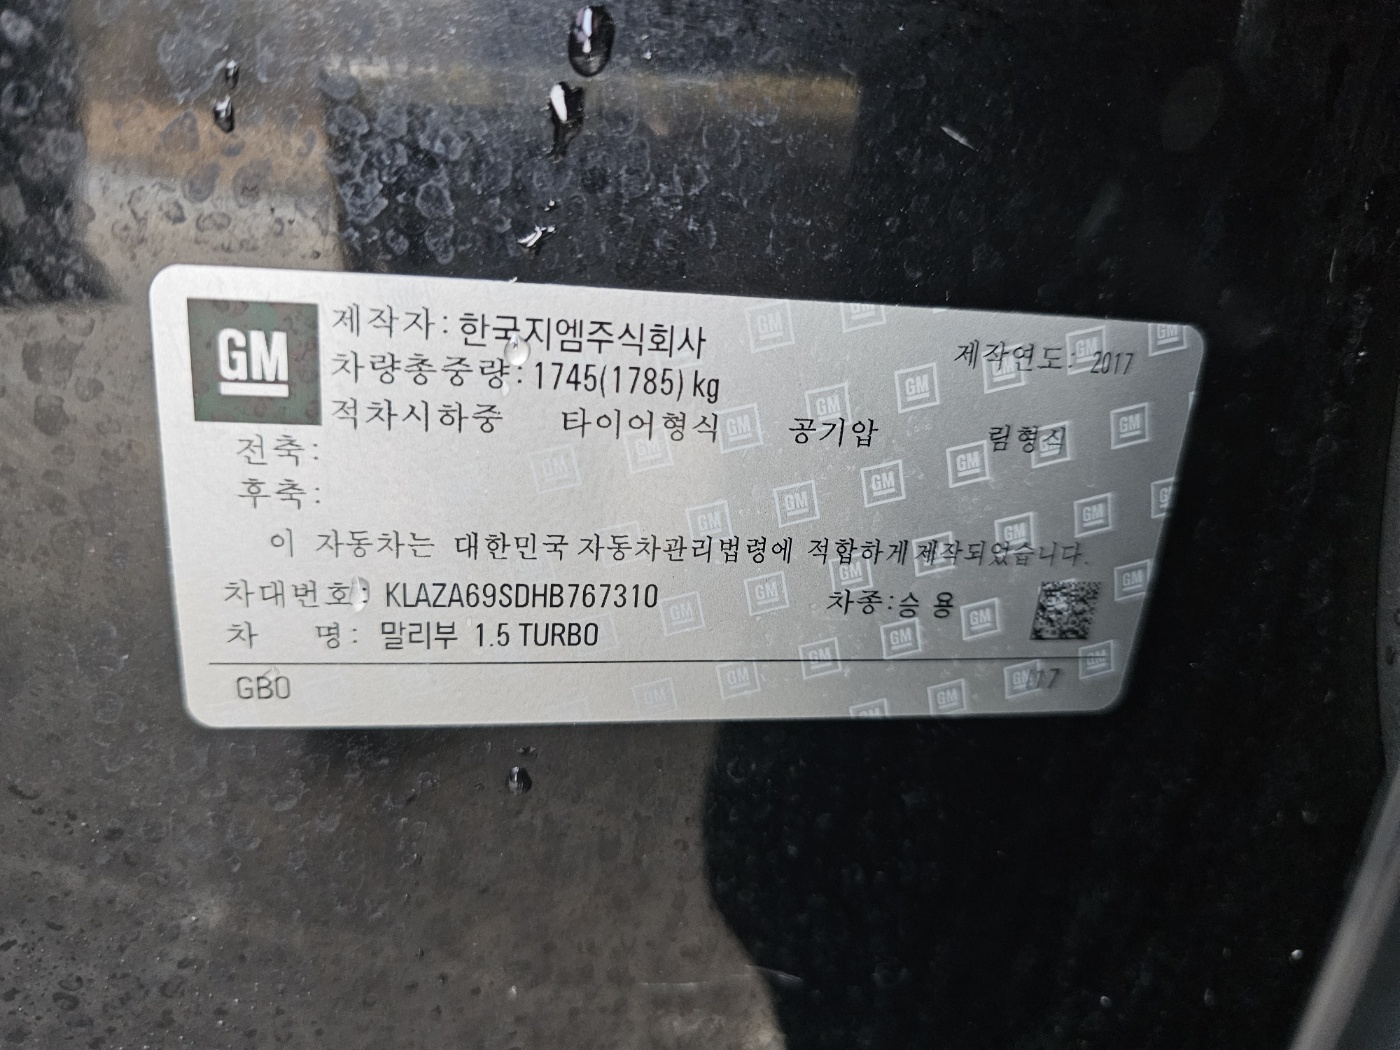 GM
제작자: 한국지엠주식회사
제작연도: 2017
차량총중량: 1745(1785) kg
적차시하중 타이어형식 공기압 림형식
전축:
후축:
이 자동차는 대한민국 자동차관리법령에 적합하게 제작되었습니다.
차대번호: KLAZA69SDHB767310 차종:승 용
차 명: 말리부 1.5 TURBO
GB0 17